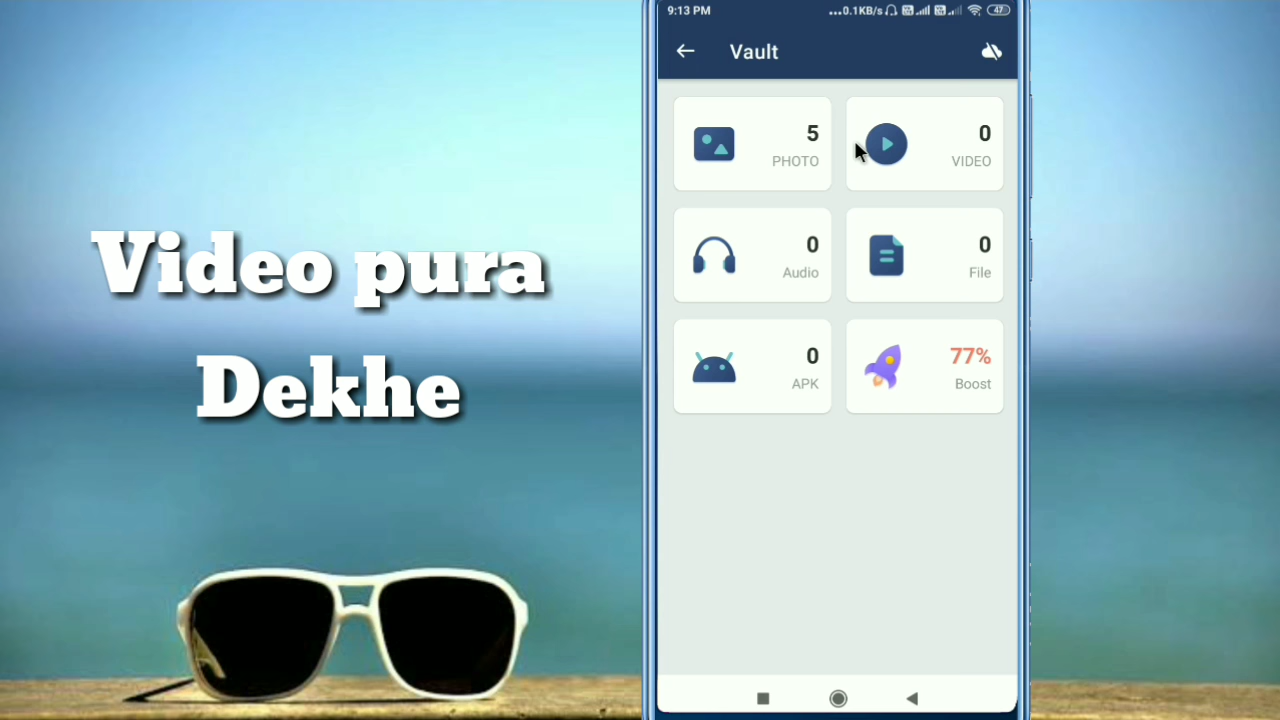 9:13 PM
...0.1KB/s
47
Vault
5
PHOTO
0
VIDEO
0
Audio
0
File
0
APK
77%
Boost
Video pura
Dekhe